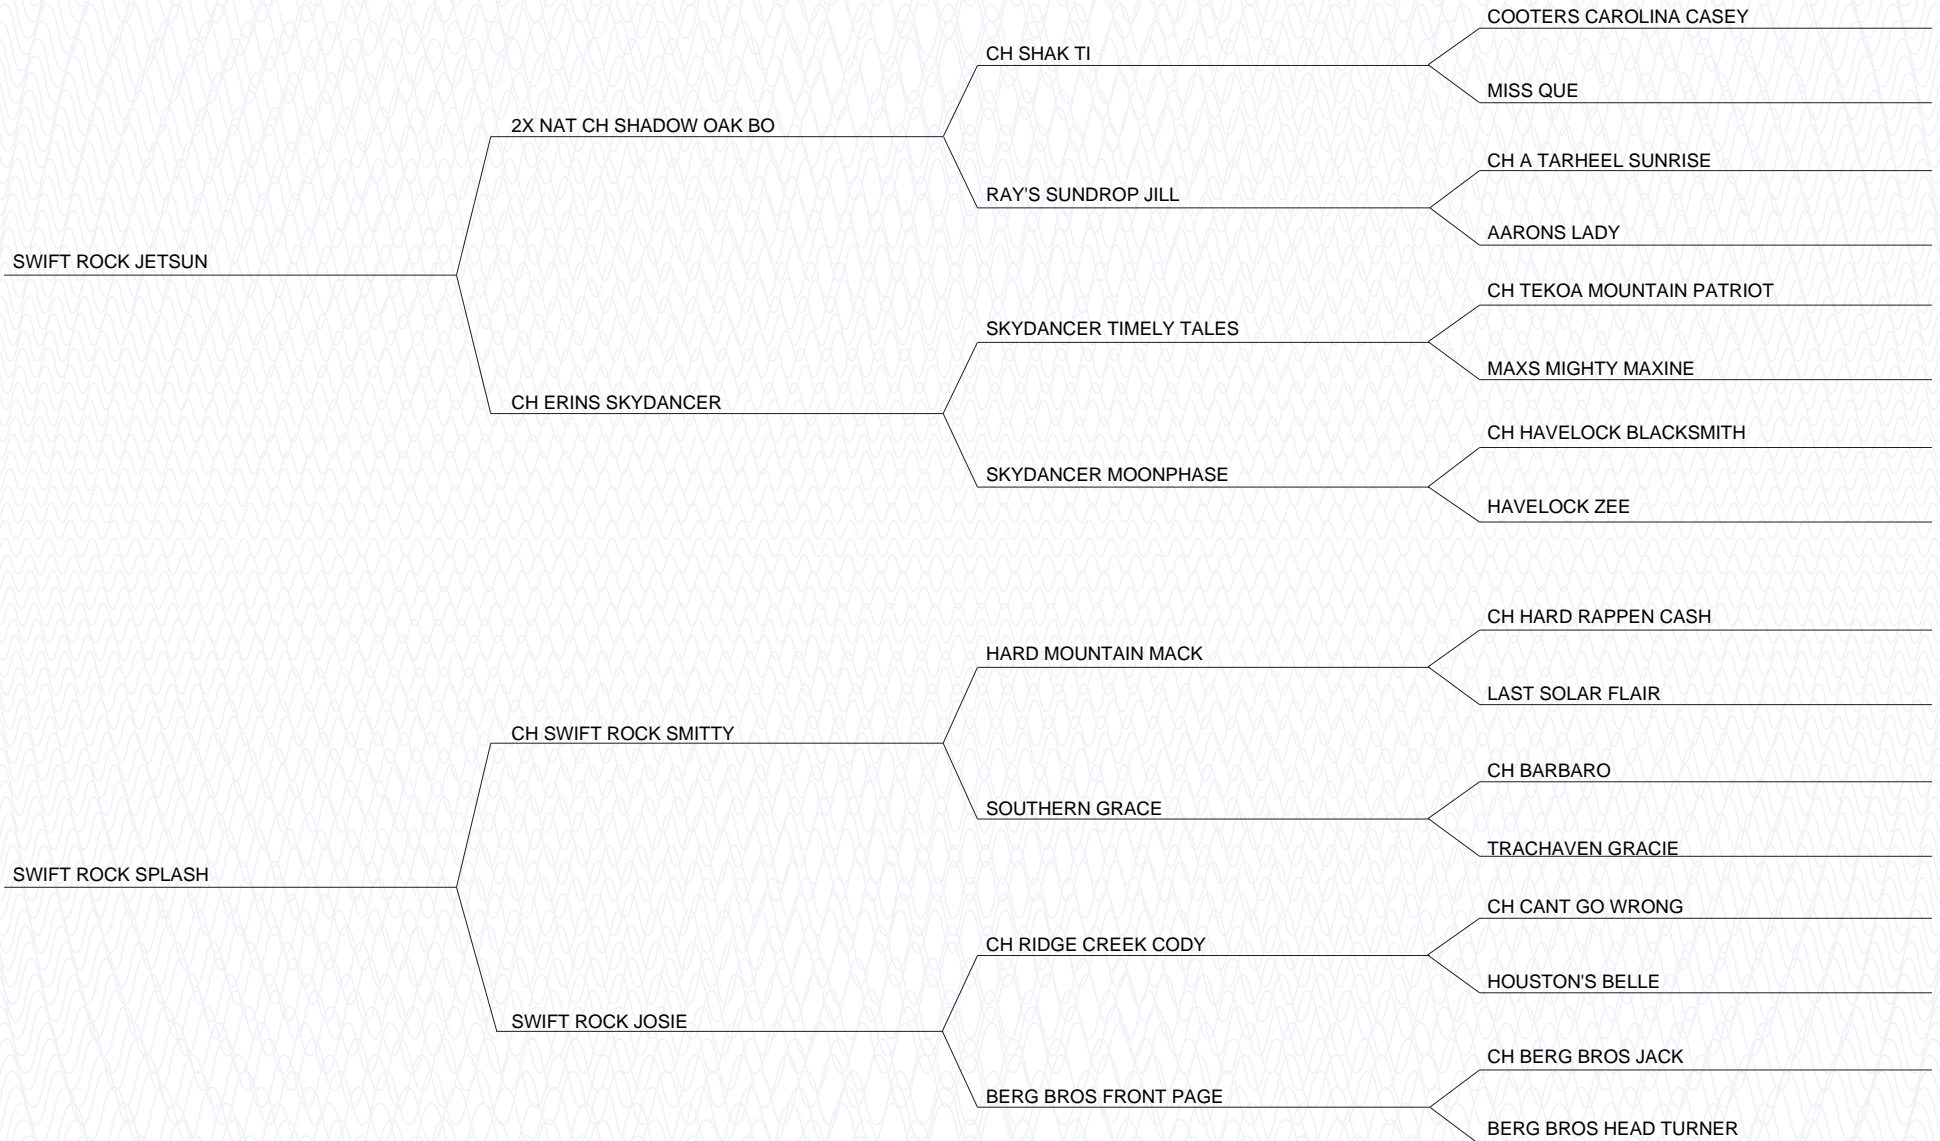 COOTERS CAROLINA CASEY
CH SHAK TI
MISS QUE
2X NAT CH SHADOW OAK BO
CH A TARHEEL SUNRISE
RAY'S SUNDROP JILL
AARONS LADY
SWIFT ROCK JETSUN
CH TEKOA MOUNTAIN PATRIOT
SKYDANCER TIMELY TALES
MAXS MIGHTY MAXINE
CH ERINS SKYDANCER
CH HAVELOCK BLACKSMITH
SKYDANCER MOONPHASE
HAVELOCK ZEE
CH HARD RAPPEN CASH
HARD MOUNTAIN MACK
LAST SOLAR FLAIR
CH SWIFT ROCK SMITTY
CH BARBARO
SOUTHERN GRACE
TRACHAVEN GRACIE
SWIFT ROCK SPLASH
CH CANT GO WRONG
CH RIDGE CREEK CODY
HOUSTON'S BELLE
SWIFT ROCK JOSIE
CH BERG BROS JACK
BERG BROS FRONT PAGE
BERG BROS HEAD TURNER